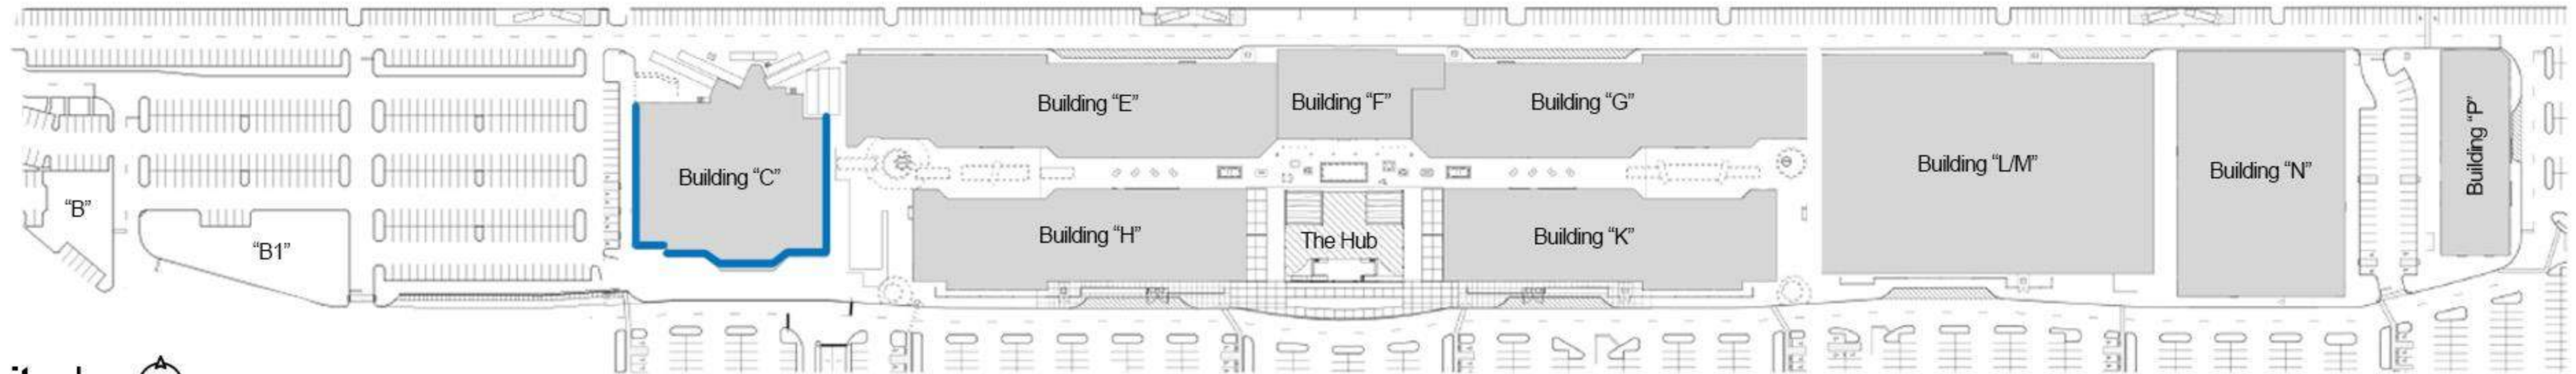 Building “E”
Building “F”
Building “G”
Building “P”
Building “L/M”
Building “N”
Building “C”
“B”
Building “H”
Building “K”
The Hub
“B1”